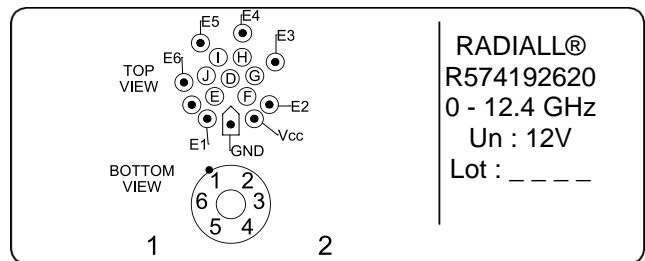 E5 E4
E3
E6 I H
TOP VIEW
J D G
E F
E2
E1 GND Vcc
BOTTOM VIEW
1 2
6 3
5 4
1 2
RADIALL®
R574192620
0 - 12.4 GHz
Un : 12V
Lot : _ _ _ _